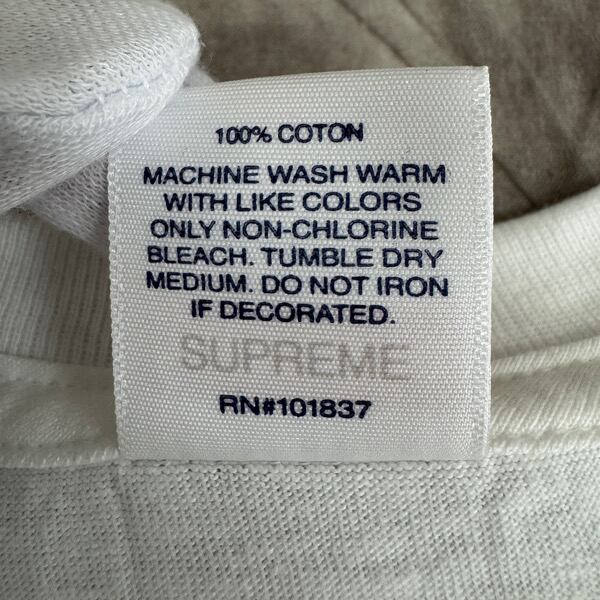 100% COTON
MACHINE WASH WARM
WITH LIKE COLORS
ONLY NON-CHLORINE
BLEACH. TUMBLE DRY
MEDIUM. DO NOT IRON
IF DECORATED.
SUPREME
RN#101837